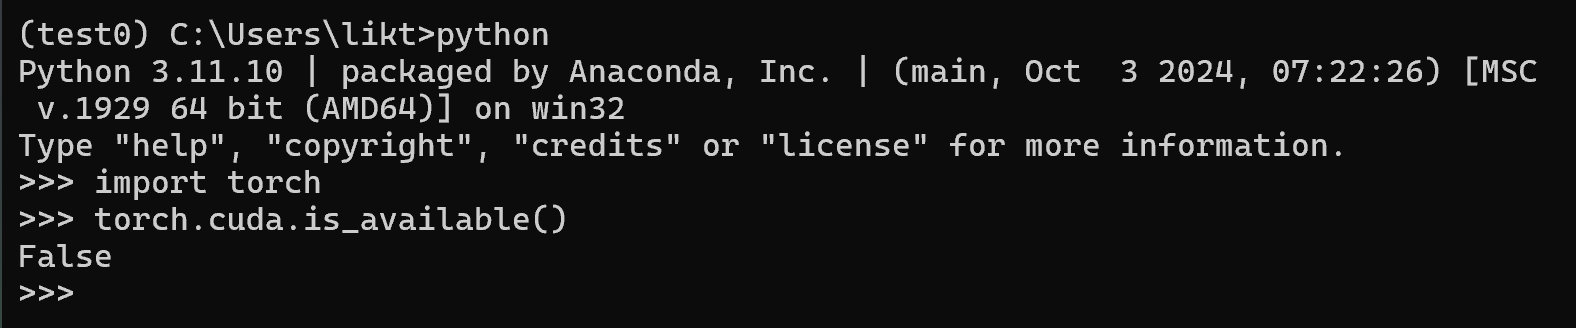 (test0) C:\Users\likt>python
Python 3.11.10 | packaged by Anaconda, Inc. | (main, Oct  3 2024, 07:22:26) [MSC
 v.1929 64 bit (AMD64)] on win32
Type "help", "copyright", "credits" or "license" for more information.
>>> import torch
>>> torch.cuda.is_available()
False
>>>